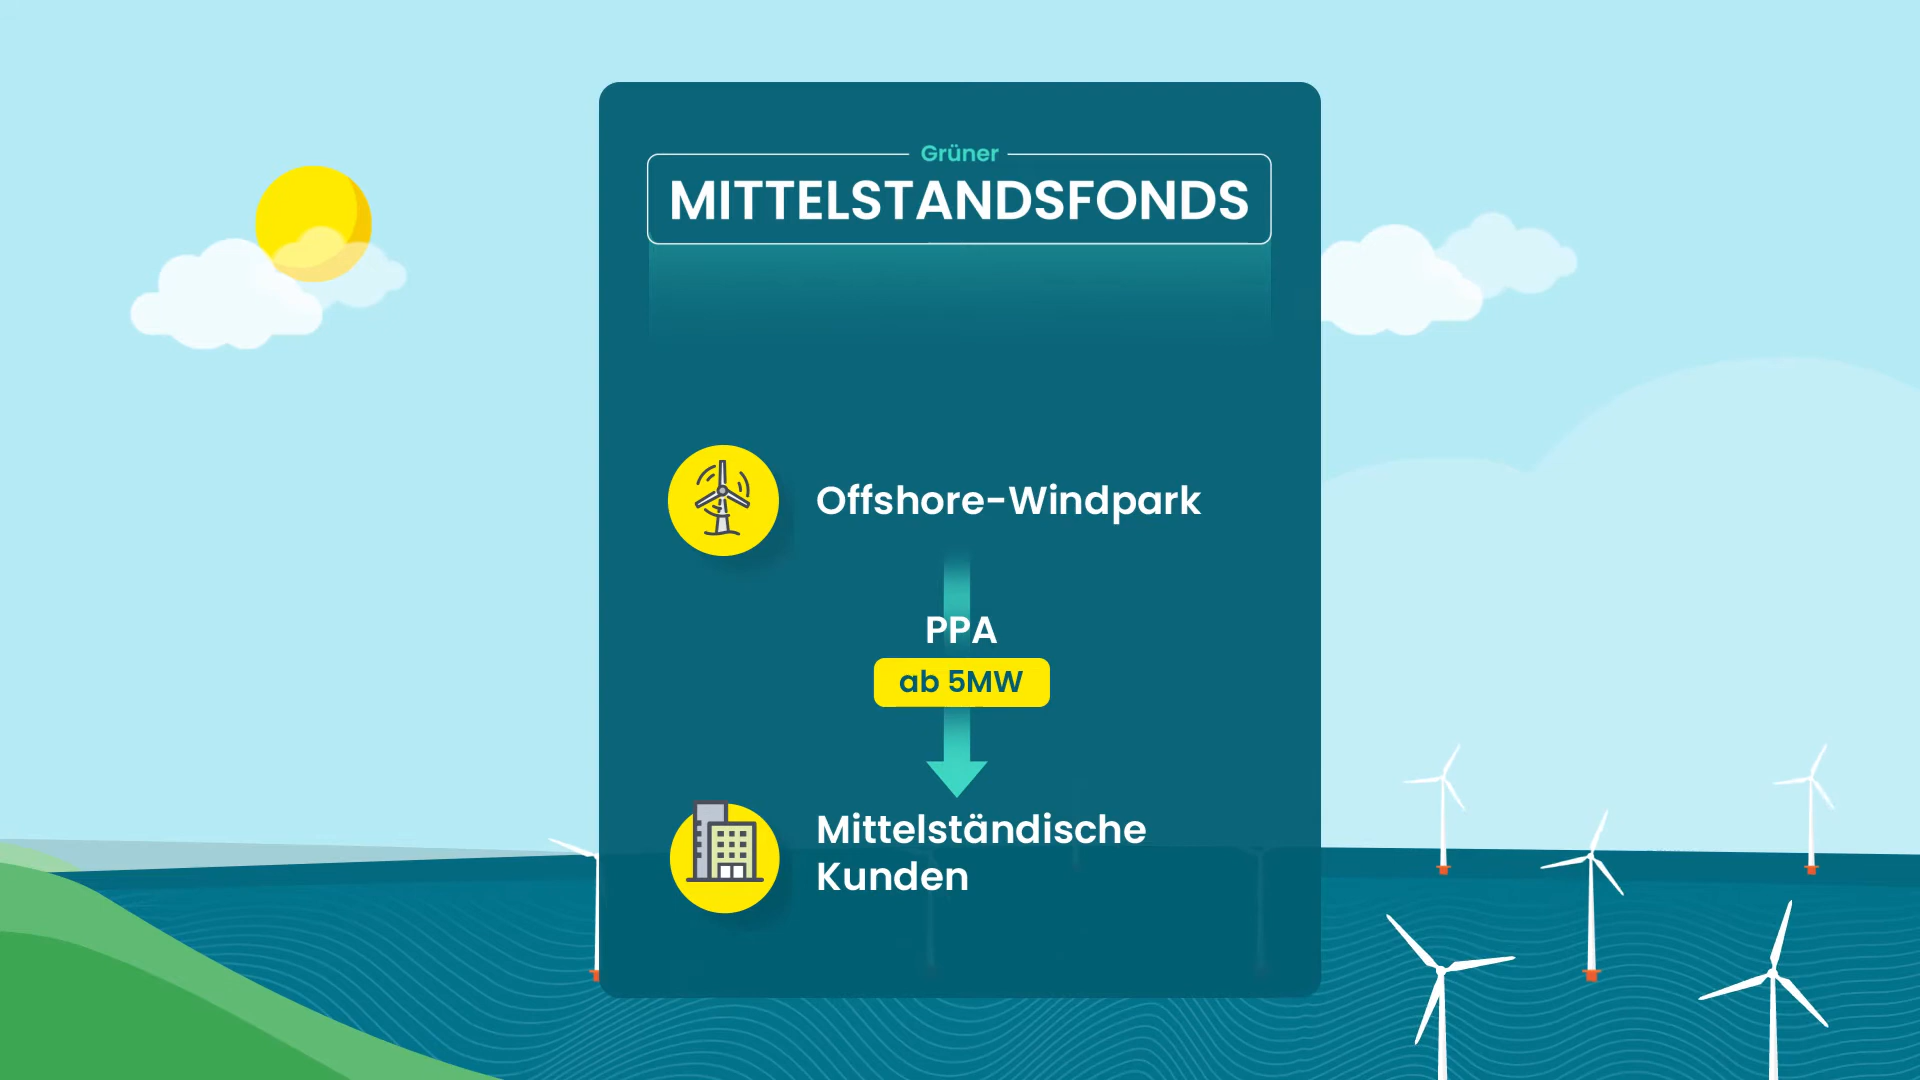 Grüner
MITTELSTANDSFONDS
Offshore-Windpark
PPA
ab 5MW
Mittelständische
Kunden